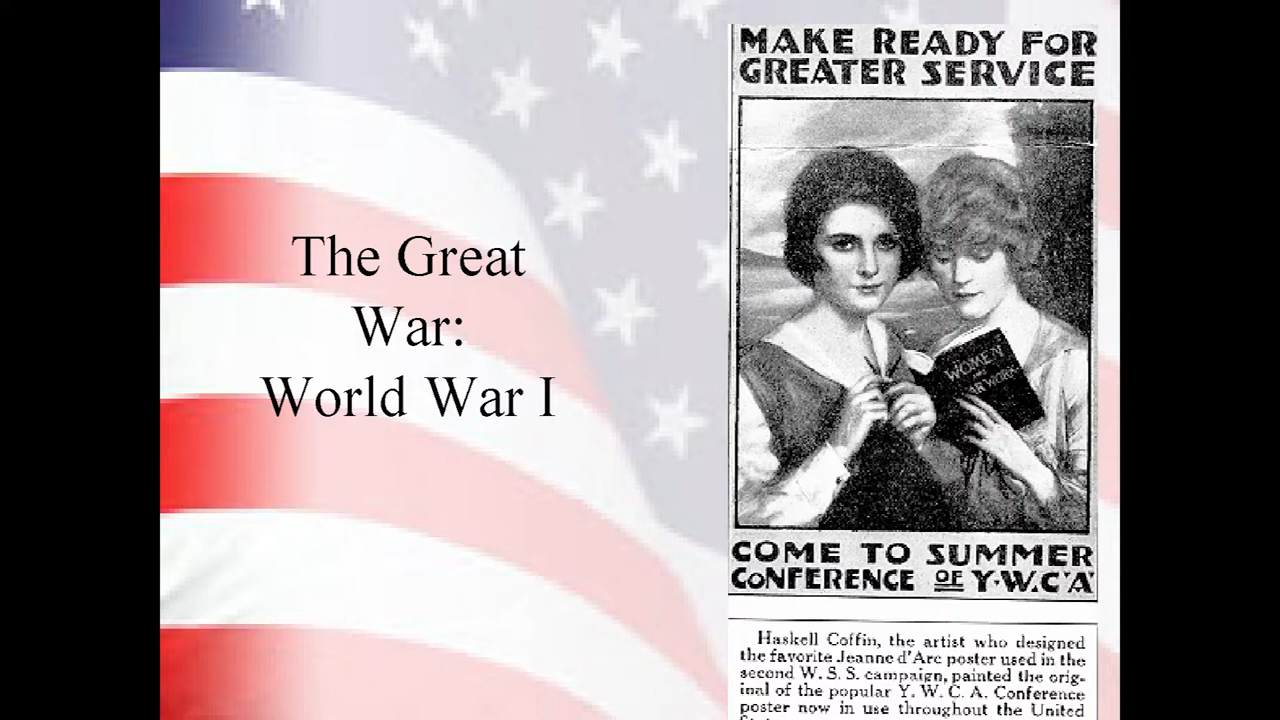 The Great
War:
World War I
MAKE READY FOR
GREATER SERVICE
WOMEN
WAR WORK
COME TO SUMMER
CONFERENCE OF Y.W.C.A.
Haskell Coffin, the artist who designed
the favorite Jeanne d'Arc poster used in the
second W. S. S. campaign, painted the orig-
inal of the popular Y. W. C. A. Conference
poster now in use throughout the United